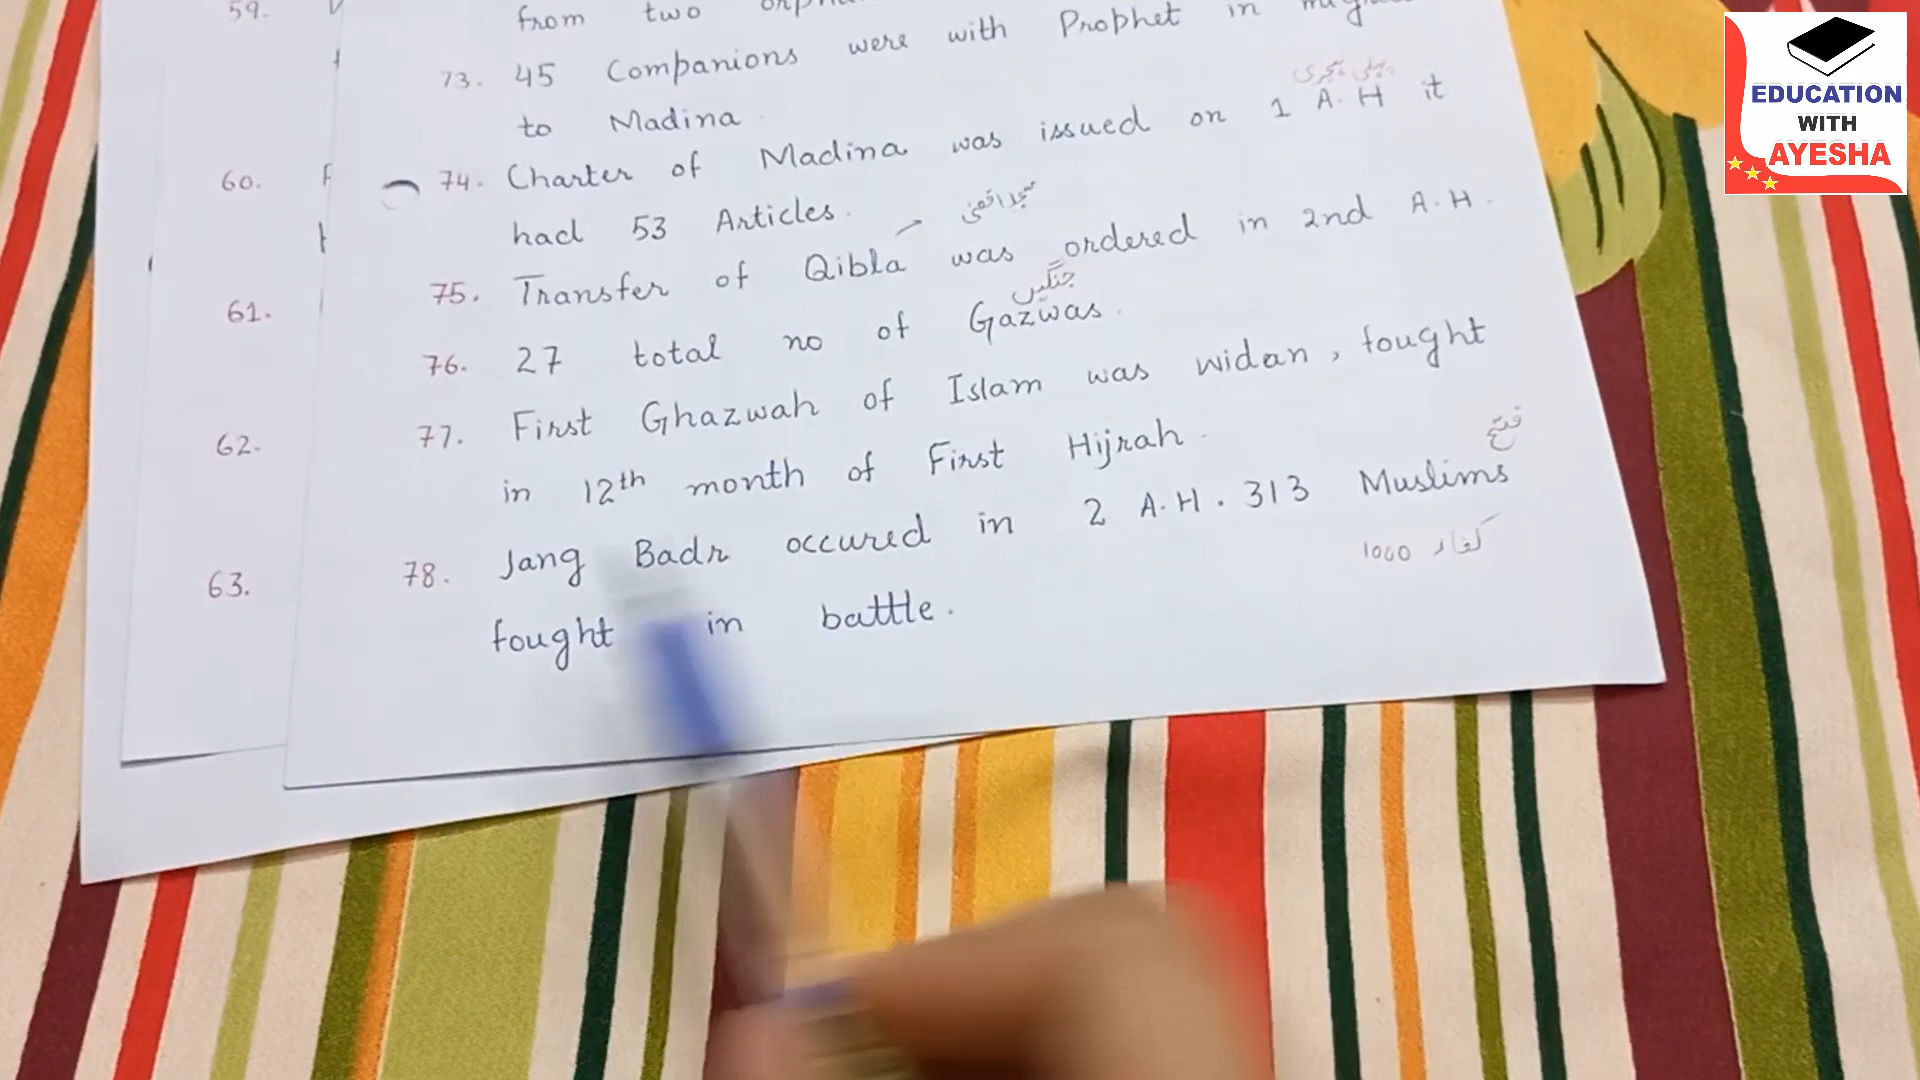 59.
from two
73. 45 Companions were with Prophet in
to Madina
پہلی ہجری
74. Charter of Madina was issued on 1 A.H it
had 53 Articles.
مسجد اقصیٰ
75. Transfer of Qibla was ordered in 2nd A.H.
جنگیں
76. 27 total no of Gazwas.
77. First Ghazwah of Islam was widan, fought
in 12th month of First Hijrah.
فتح
78. Jang Badr occured in 2 A.H. 313 Muslims
کفار 1000
fought in battle.
60.
61.
62.
63.
EDUCATION
WITH
AYESHA